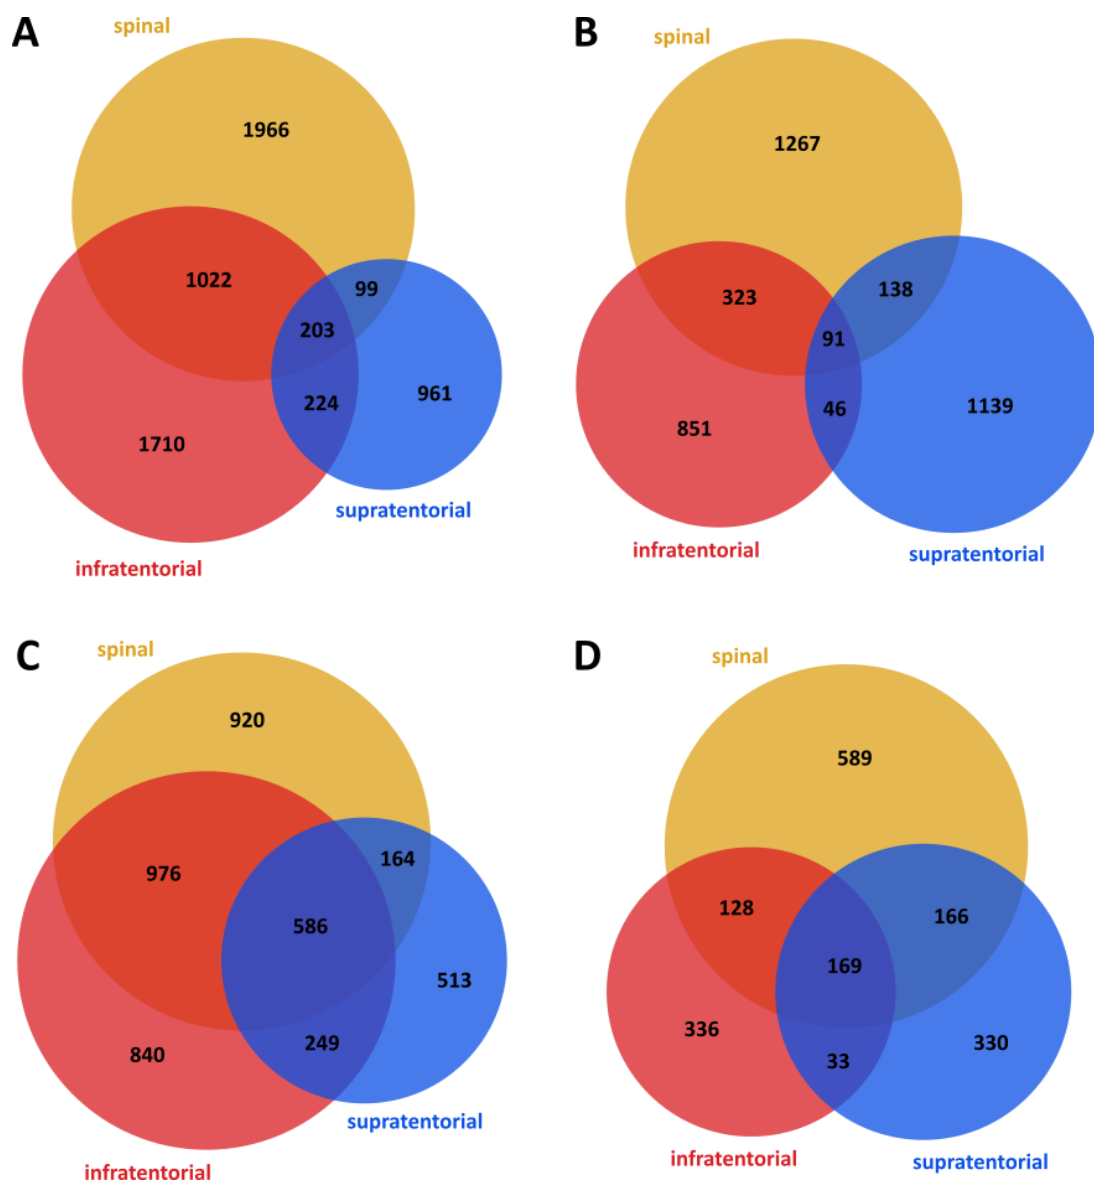 A
spinal
1966
1022
99
203
224
961
1710
supratentorial
infratentorial
B
spinal
1267
323
138
91
46
1139
851
infratentorial
supratentorial
C
spinal
920
976
164
586
513
249
840
supratentorial
infratentorial
D
spinal
589
128
166
169
336
33
330
infratentorial
supratentorial